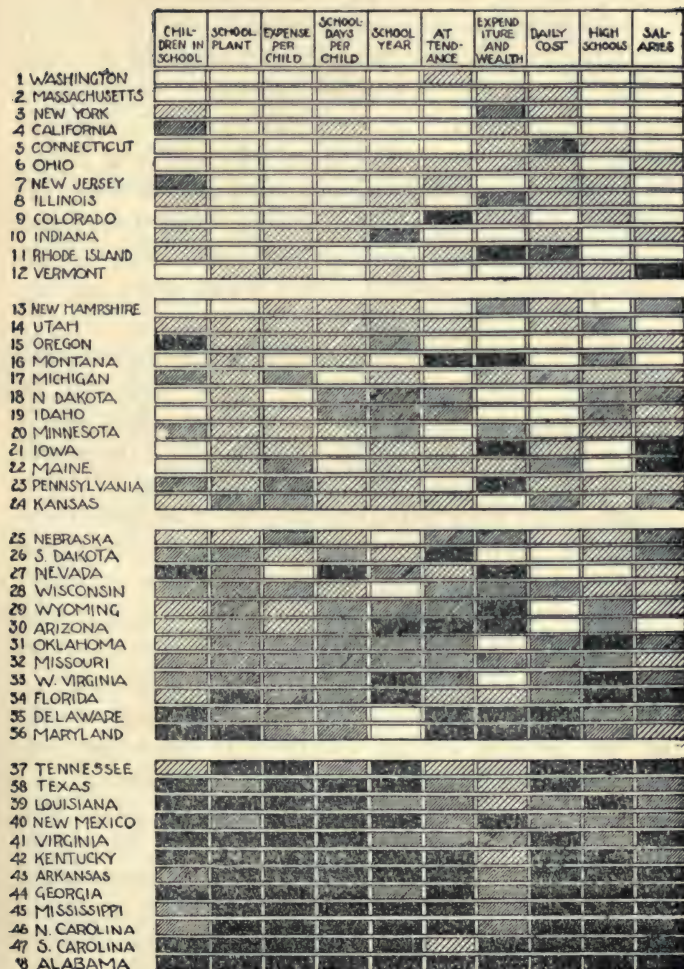 CHIL-
DREN IN
SCHOOL
SCHOOL
PLANT
EXPENSE
PER
CHILD
SCHOOL-
DAYS
PER
CHILD
SCHOOL
YEAR
AT
TEND-
ANCE
EXPEND
ITURE
AND
WEALTH
DAILY
COST
HIGH
SCHOOLS
SAL-
ARIES
1 WASHINGTON
2 MASSACHUSETTS
3 NEW YORK
4 CALIFORNIA
5 CONNECTICUT
6 OHIO
7 NEW JERSEY
8 ILLINOIS
9 COLORADO
10 INDIANA
11 RHODE ISLAND
12 VERMONT
13 NEW HAMPSHIRE
14 UTAH
15 OREGON
16 MONTANA
17 MICHIGAN
18 N DAKOTA
19 IDAHO
20 MINNESOTA
21 IOWA
22 MAINE
23 PENNSYLVANIA
24 KANSAS
25 NEBRASKA
26 S. DAKOTA
27 NEVADA
28 WISCONSIN
29 WYOMING
30 ARIZONA
31 OKLAHOMA
32 MISSOURI
33 W. VIRGINIA
34 FLORIDA
35 DELAWARE
36 MARYLAND
37 TENNESSEE
38 TEXAS
39 LOUISIANA
40 NEW MEXICO
41 VIRGINIA
42 KENTUCKY
43 ARKANSAS
44 GEORGIA
45 MISSISSIPPI
46 N. CAROLINA
47 S. CAROLINA
48 ALABAMA